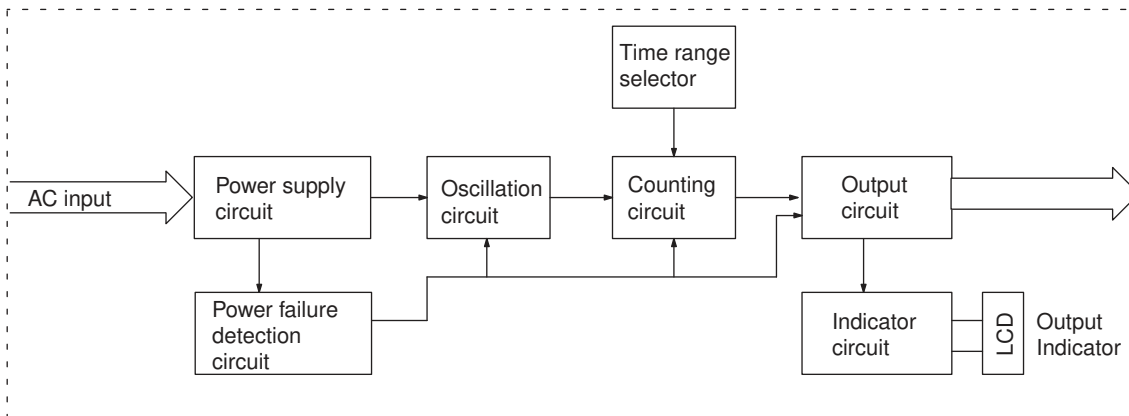 Time range
selector
AC input
Power supply
circuit
Oscillation
circuit
Counting
circuit
Output
circuit
Power failure
detection
circuit
Indicator
circuit
LCD
Output
Indicator